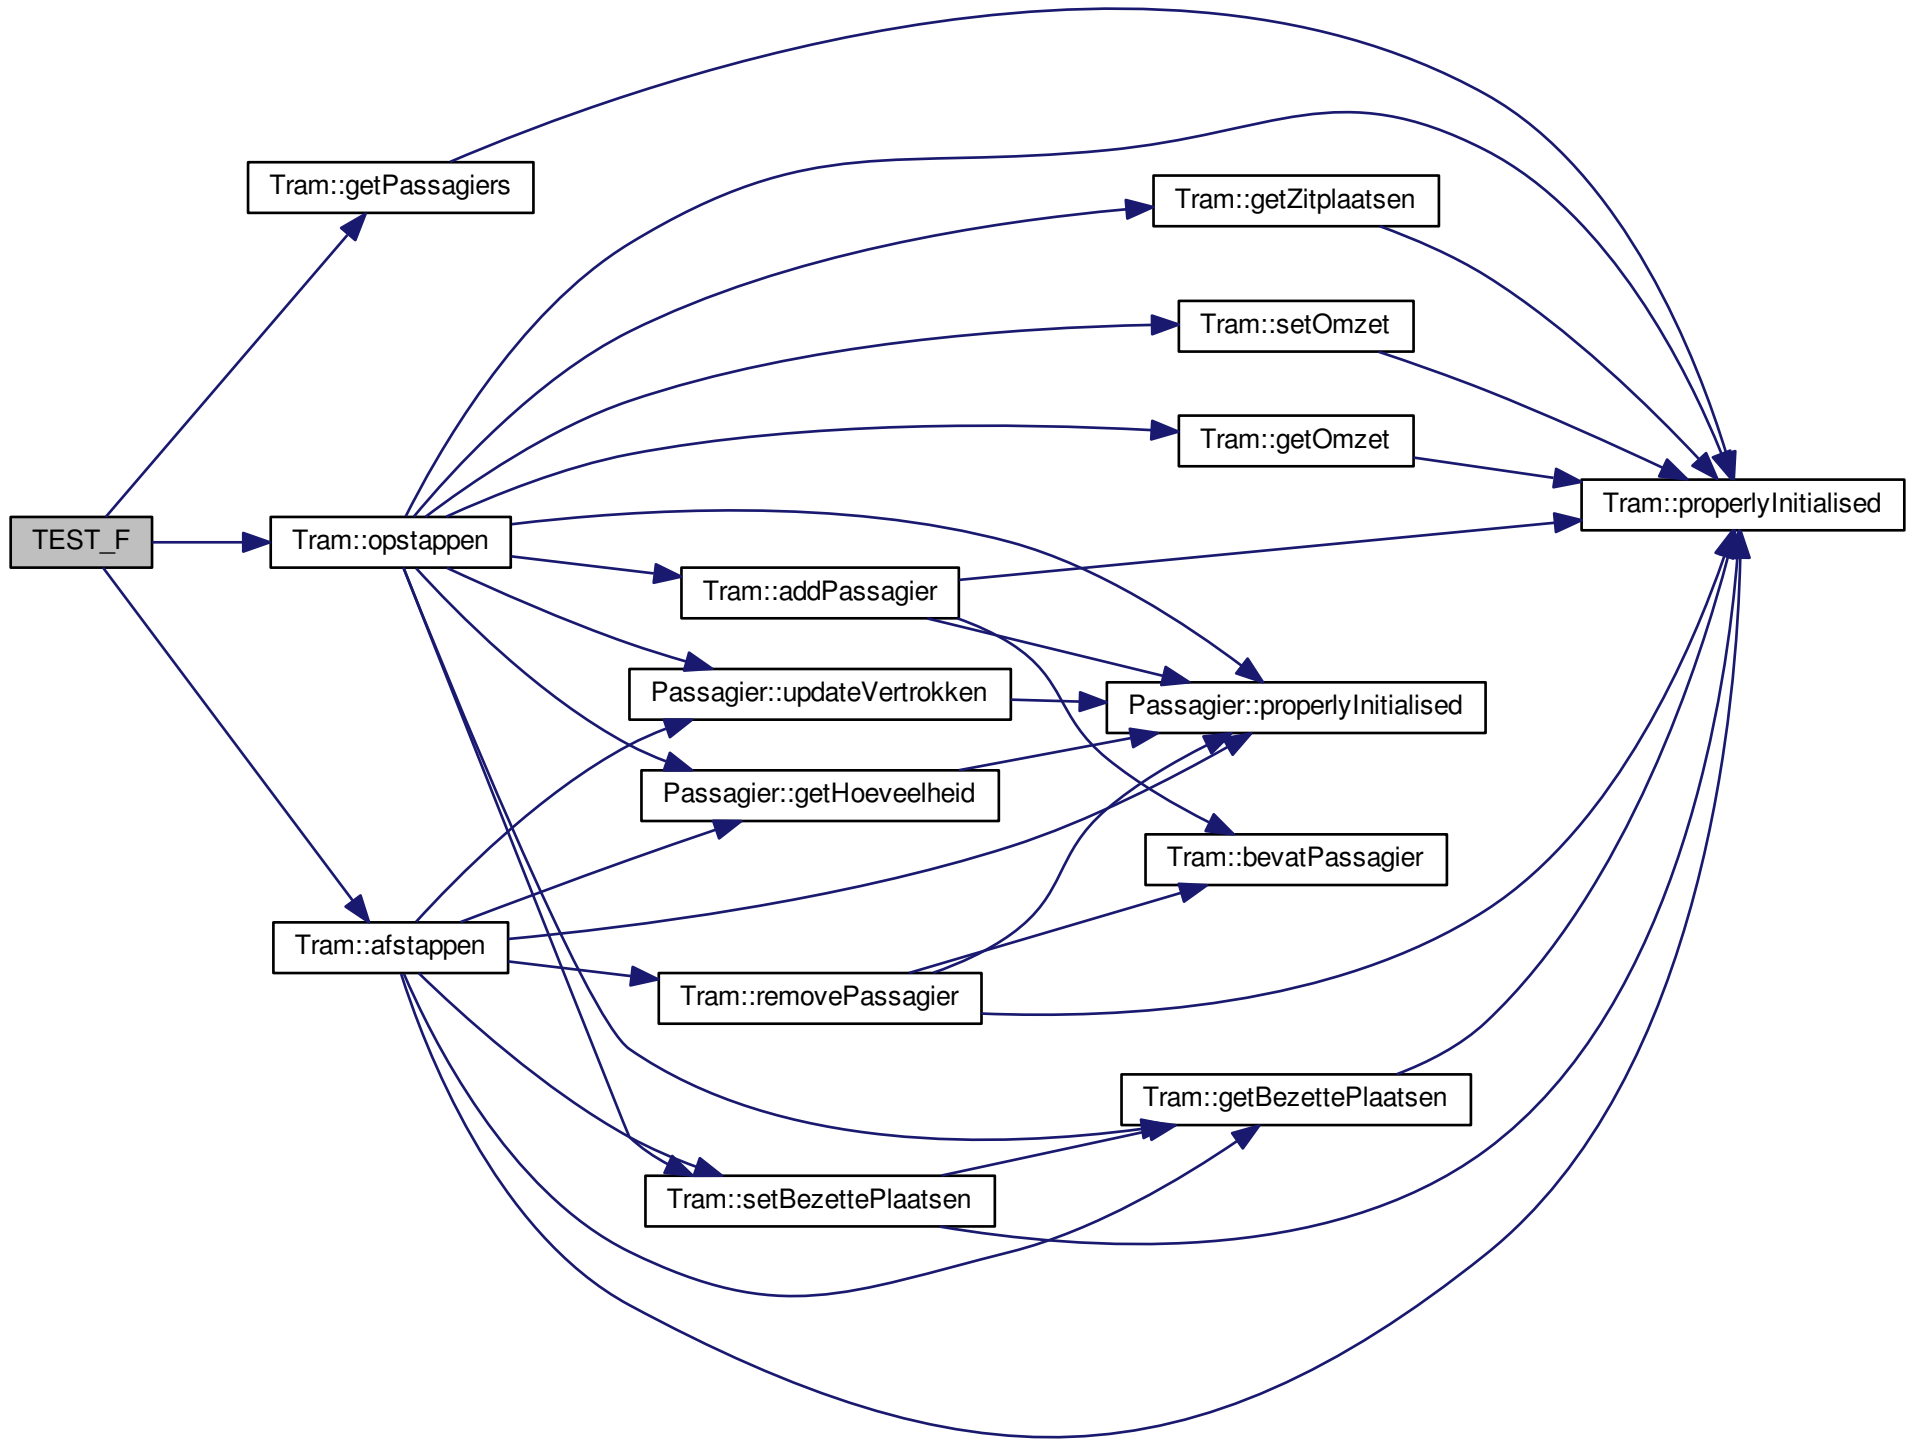 Tram::getPassagiers
Tram::getZitplaatsen
Tram::setOmzet
Tram::getOmzet
Tram::properlyInitialised
TEST_F
Tram::opstappen
Tram::addPassagier
Passagier::updateVertrokken
Passagier::properlyInitialised
Passagier::getHoeveelheid
Tram::bevatPassagier
Tram::afstappen
Tram::removePassagier
Tram::getBezettePlaatsen
Tram::setBezettePlaatsen